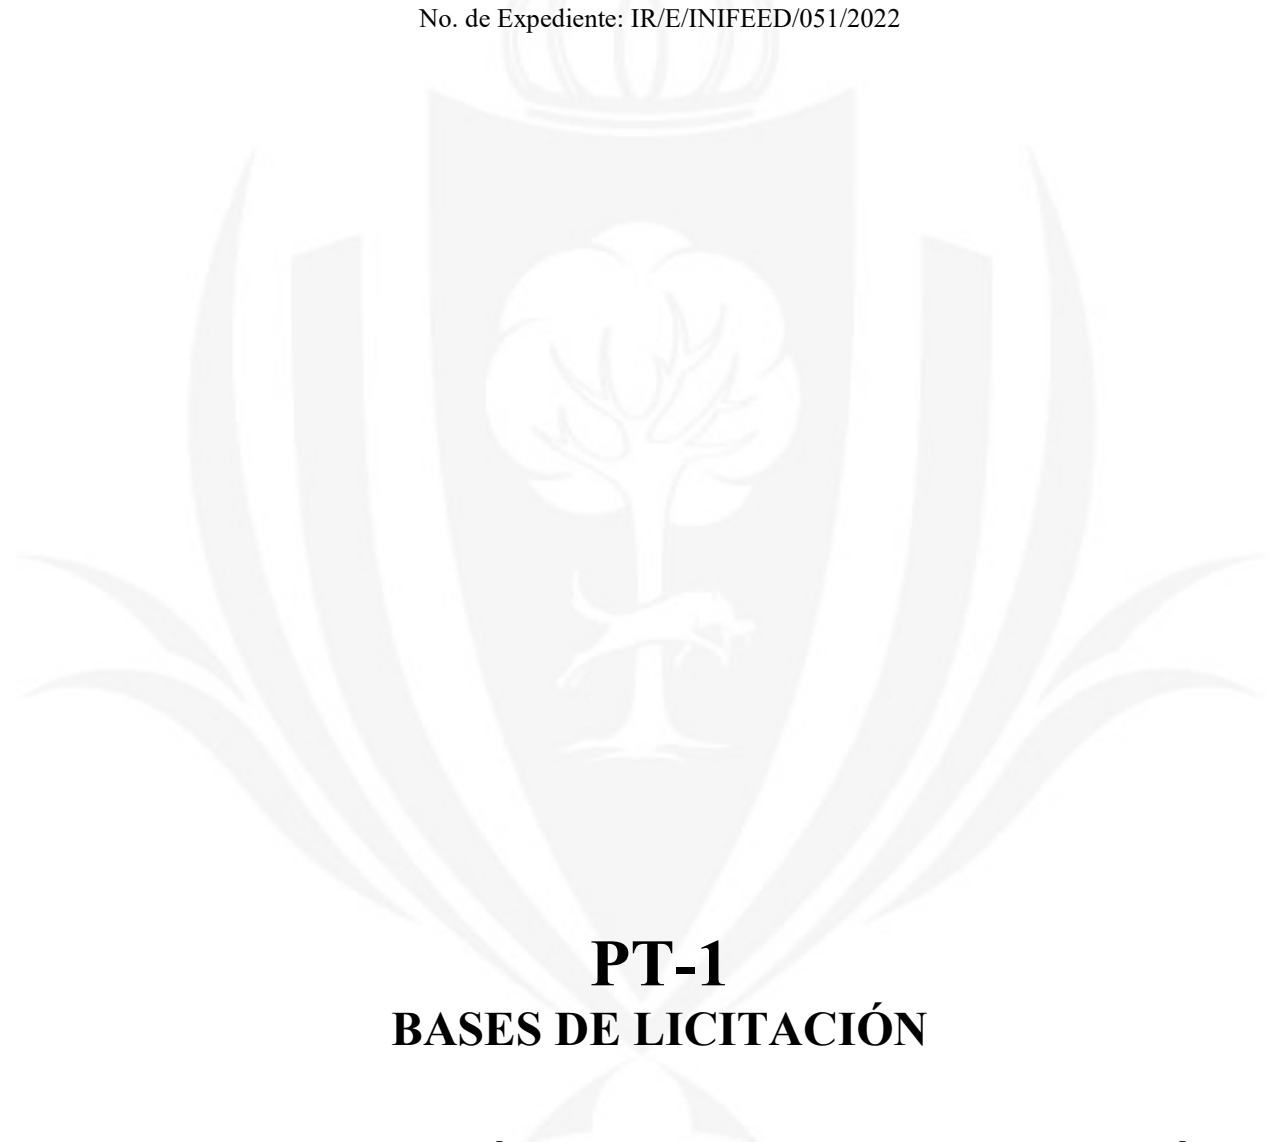 No. de Expediente: IR/E/INIFEED/051/2022
PT-1
BASES DE LICITACIÓN